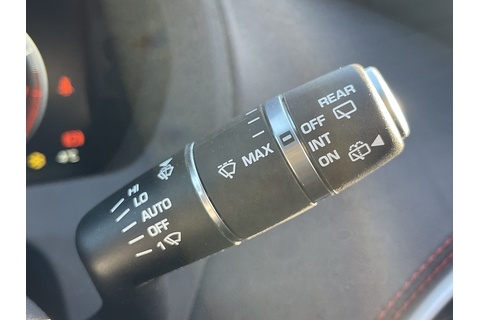 REAR
OFF
INT
ON
MAX
HI
LO
AUTO
OFF
1